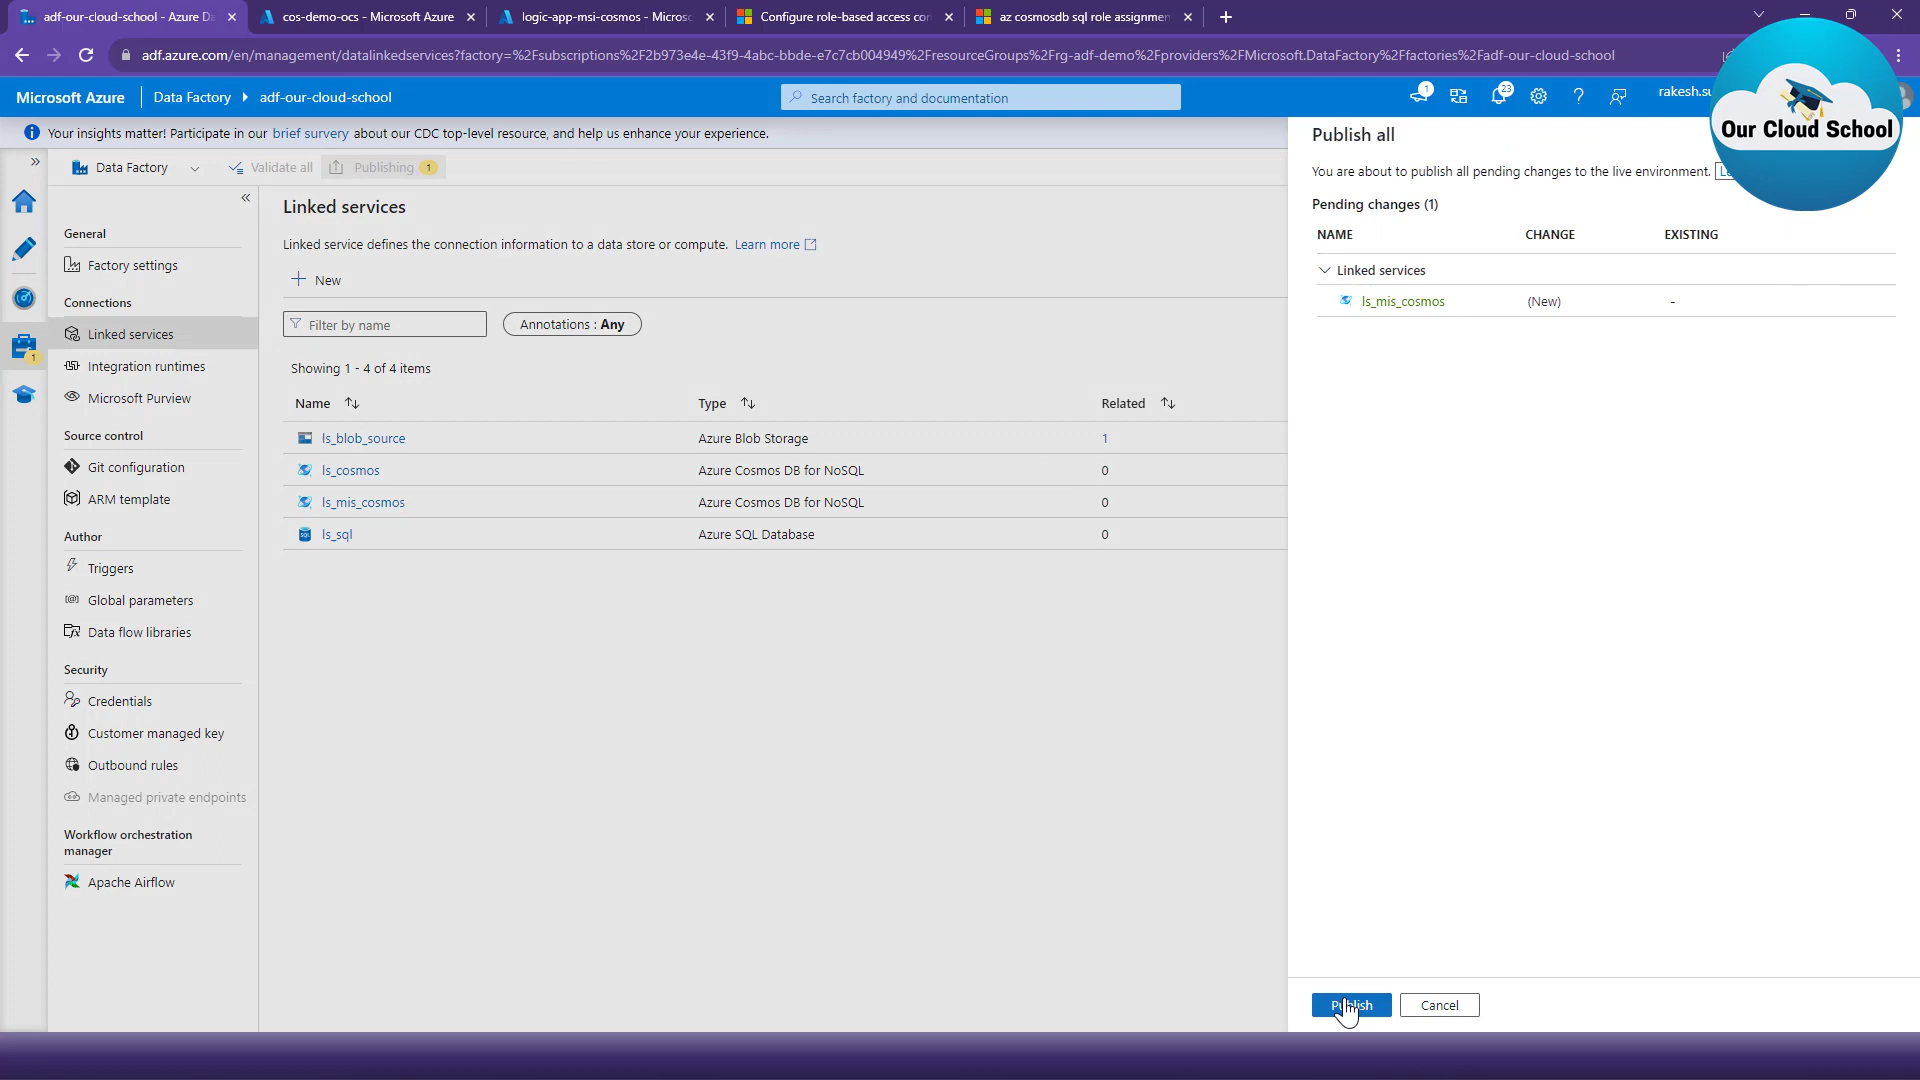 adf-our-cloud-school - Azure Da
cos-demo-ocs - Microsoft Azure
logic-app-msi-cosmos - Micros
Configure role-based access con
az cosmosdb sql role assignmen
adf.azure.com/en/management/datalinkedservices?factory=%2Fsubscriptions%2F2b973e4e-43f9-4abc-bbde-e7c7cb004949%2FresourceGroups%2Frg-adf-demo%2Fproviders%2FMicrosoft.DataFactory%2Ffactories%2Fadf-our-cloud-school
Microsoft Azure
Data Factory
adf-our-cloud-school
Search factory and documentation
1
23
rakesh.su
Our Cloud School
Your insights matter! Participate in our brief survery about our CDC top-level resource, and help us enhance your experience.
Data Factory
Validate all
Publishing 1
1
General
Factory settings
Connections
Linked services
Integration runtimes
Microsoft Purview
Source control
Git configuration
ARM template
Author
Triggers
Global parameters
Data flow libraries
Security
Credentials
Customer managed key
Outbound rules
Managed private endpoints
Workflow orchestration
manager
Apache Airflow
Linked services
Linked service defines the connection information to a data store or compute. Learn more
New
Filter by name
Annotations : Any
Showing 1 - 4 of 4 items
Name Type Related
ls_blob_source Azure Blob Storage 1
ls_cosmos Azure Cosmos DB for NoSQL 0
ls_mis_cosmos Azure Cosmos DB for NoSQL 0
ls_sql Azure SQL Database 0
Publish all
You are about to publish all pending changes to the live environment.
Pending changes (1)
NAME CHANGE EXISTING
Linked services
ls_mis_cosmos (New) -
Publish
Cancel